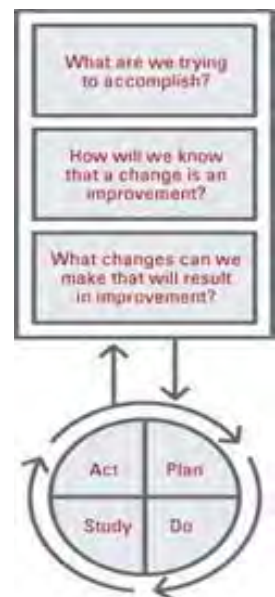 What are we trying
to accomplish?
How will we know
that a change is an
improvement?
What changes can we
make that will result
in improvement?
Act
Plan
Study
Do